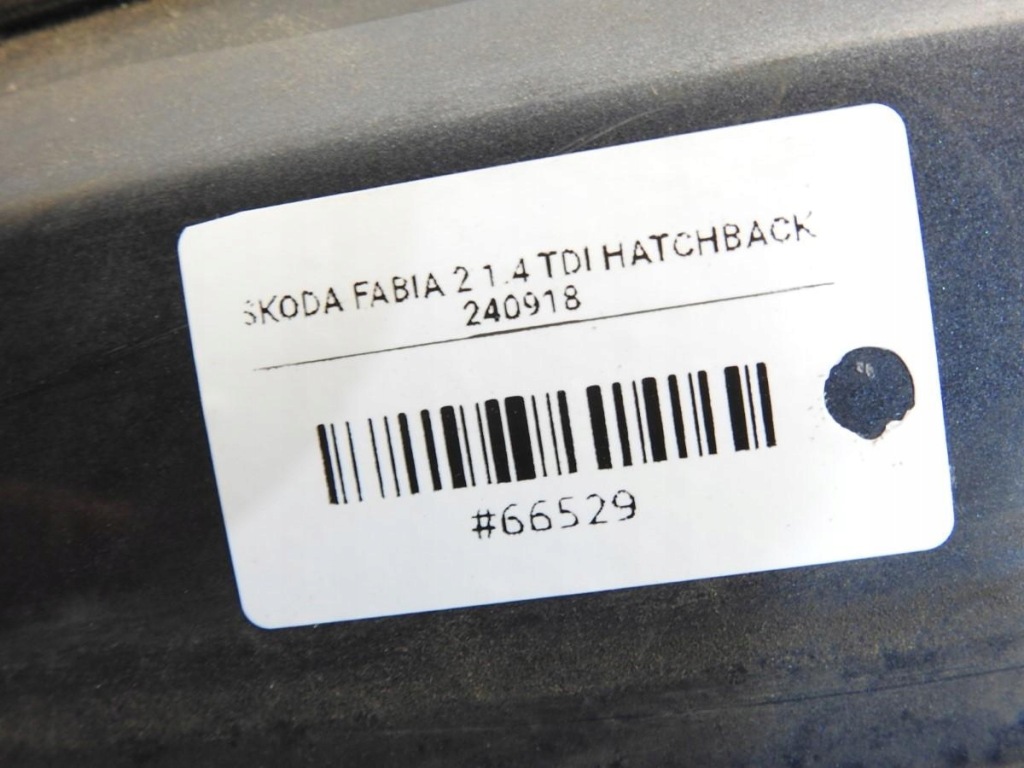 SKODA FABIA 2 1.4 TDI HATCHBACK
240918
#66529